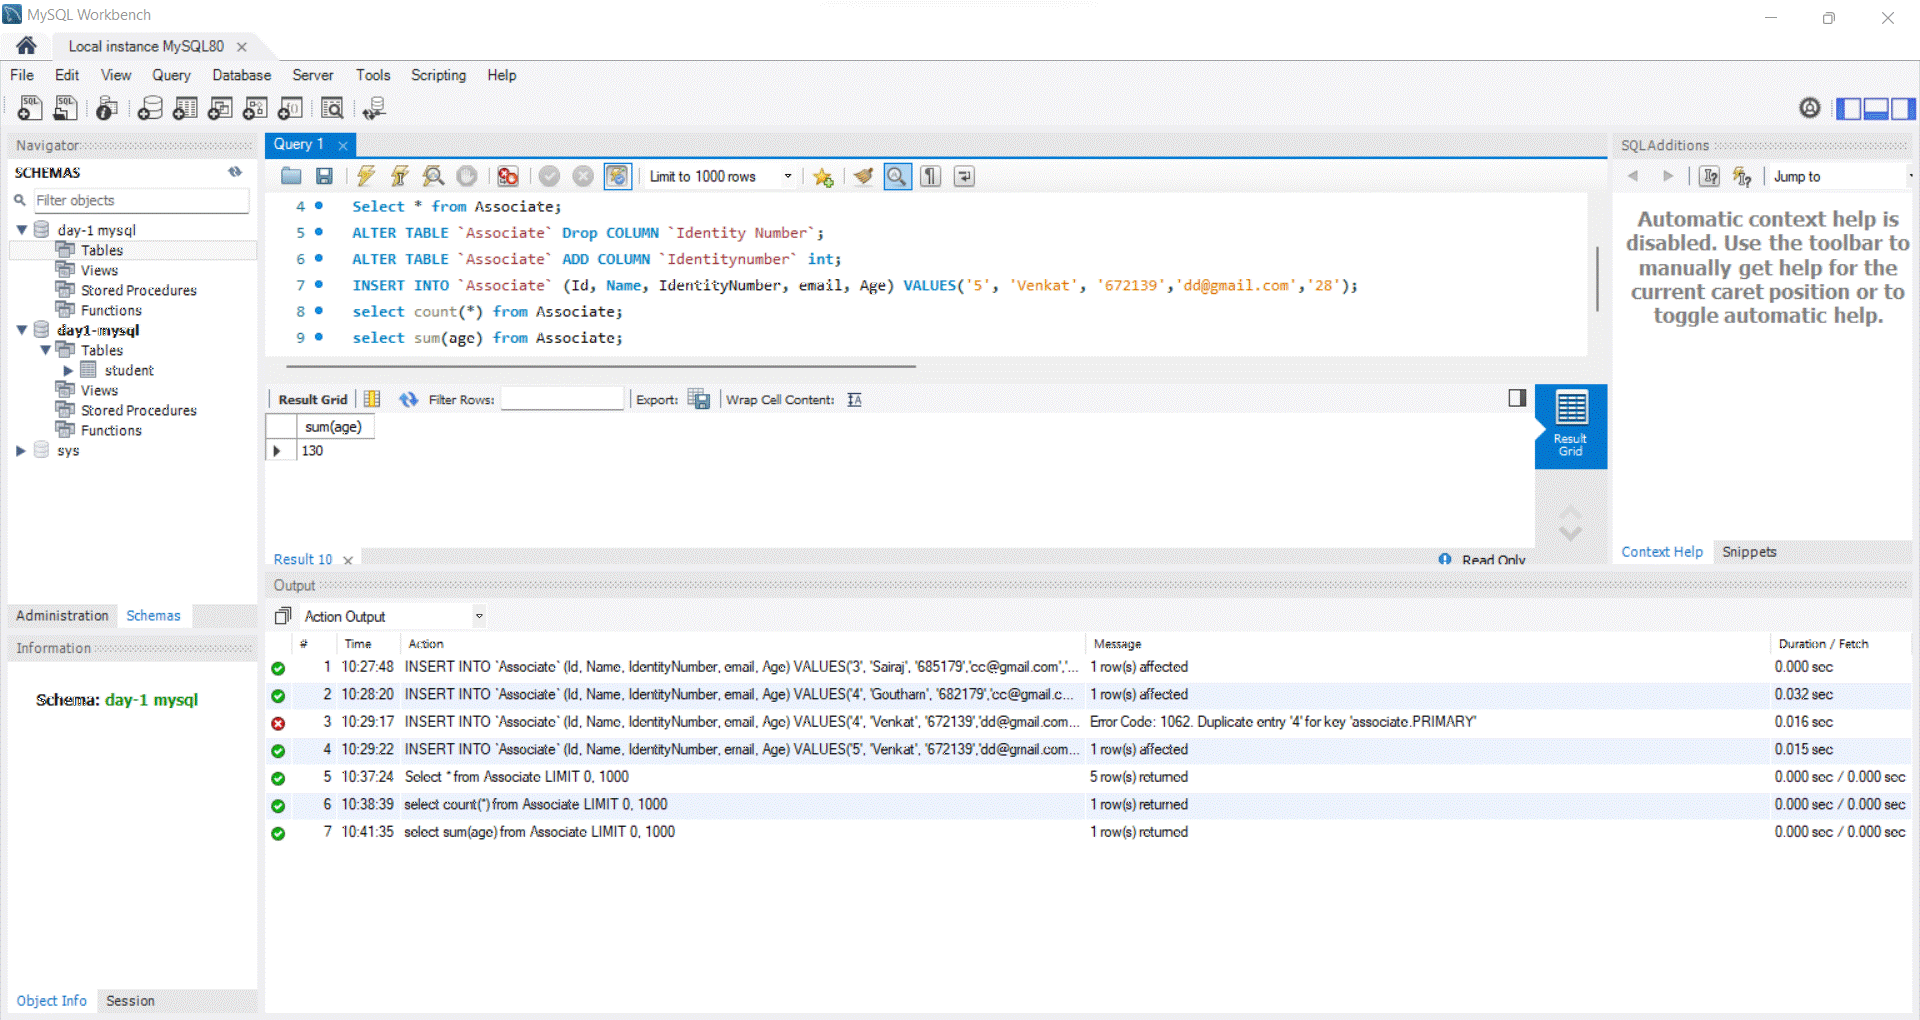 MySQL Workbench
Local instance MySQL80
File Edit View Query Database Server Tools Scripting Help
Navigator
SCHEMAS
Filter objects
day-1 mysql
Tables
Views
Stored Procedures
Functions
day1-mysql
Tables
student
Views
Stored Procedures
Functions
sys
Administration Schemas
Information
Schema: day-1 mysql
Object Info Session
Query 1
Limit to 1000 rows
4 Select * from Associate;
5 ALTER TABLE `Associate` Drop COLUMN `Identity Number`;
6 ALTER TABLE `Associate` ADD COLUMN `Identitynumber` int;
7 INSERT INTO `Associate` (Id, Name, IdentityNumber, email, Age) VALUES('5', 'Venkat', '672139','dd@gmail.com','28');
8 select count(*) from Associate;
9 select sum(age) from Associate;
Result Grid Filter Rows: Export: Wrap Cell Content:
sum(age)
130
Result Grid
Result 10
Read Only
SQLAdditions
Jump to
Automatic context help is
disabled. Use the toolbar to
manually get help for the
current caret position or to
toggle automatic help.
Context Help Snippets
Output
Action Output
# Time Action Message Duration / Fetch
1 10:27:48 INSERT INTO `Associate` (Id, Name, IdentityNumber, email, Age) VALUES('3', 'Sairaj', '685179','cc@gmail.com','... 1 row(s) affected 0.000 sec
2 10:28:20 INSERT INTO `Associate` (Id, Name, IdentityNumber, email, Age) VALUES('4', 'Goutham', '682179','cc@gmail.c... 1 row(s) affected 0.032 sec
3 10:29:17 INSERT INTO `Associate` (Id, Name, IdentityNumber, email, Age) VALUES('4', 'Venkat', '672139','dd@gmail.com... Error Code: 1062. Duplicate entry '4' for key 'associate.PRIMARY' 0.016 sec
4 10:29:22 INSERT INTO `Associate` (Id, Name, IdentityNumber, email, Age) VALUES('5', 'Venkat', '672139','dd@gmail.com... 1 row(s) affected 0.015 sec
5 10:37:24 Select * from Associate LIMIT 0, 1000 5 row(s) returned 0.000 sec / 0.000 sec
6 10:38:39 select count(*) from Associate LIMIT 0, 1000 1 row(s) returned 0.000 sec / 0.000 sec
7 10:41:35 select sum(age) from Associate LIMIT 0, 1000 1 row(s) returned 0.000 sec / 0.000 sec